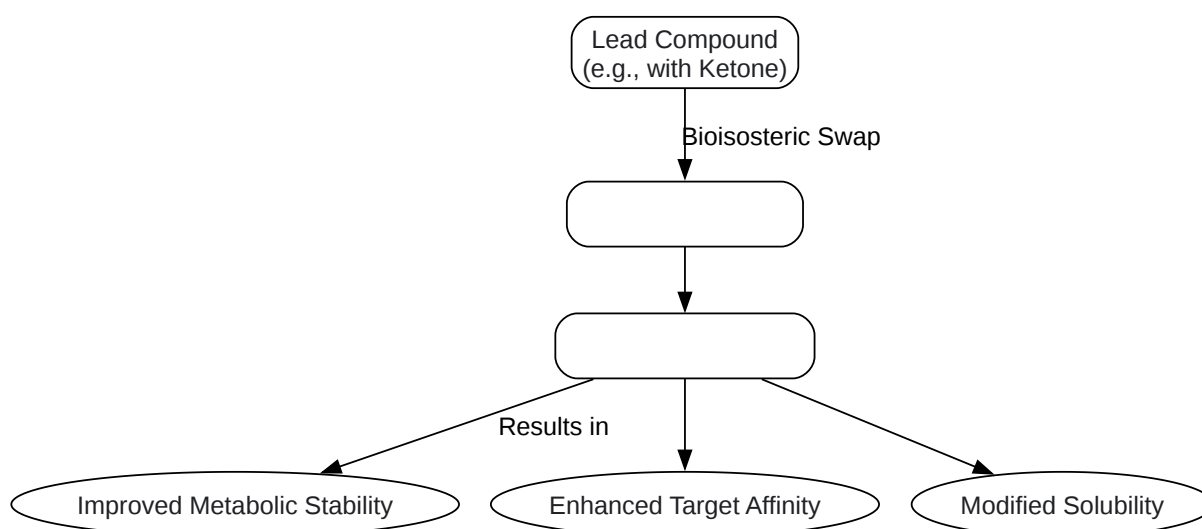 Lead Compound
(e.g., with Ketone)
Bioisosteric Swap
Results in
Improved Metabolic Stability
Enhanced Target Affinity
Modified Solubility